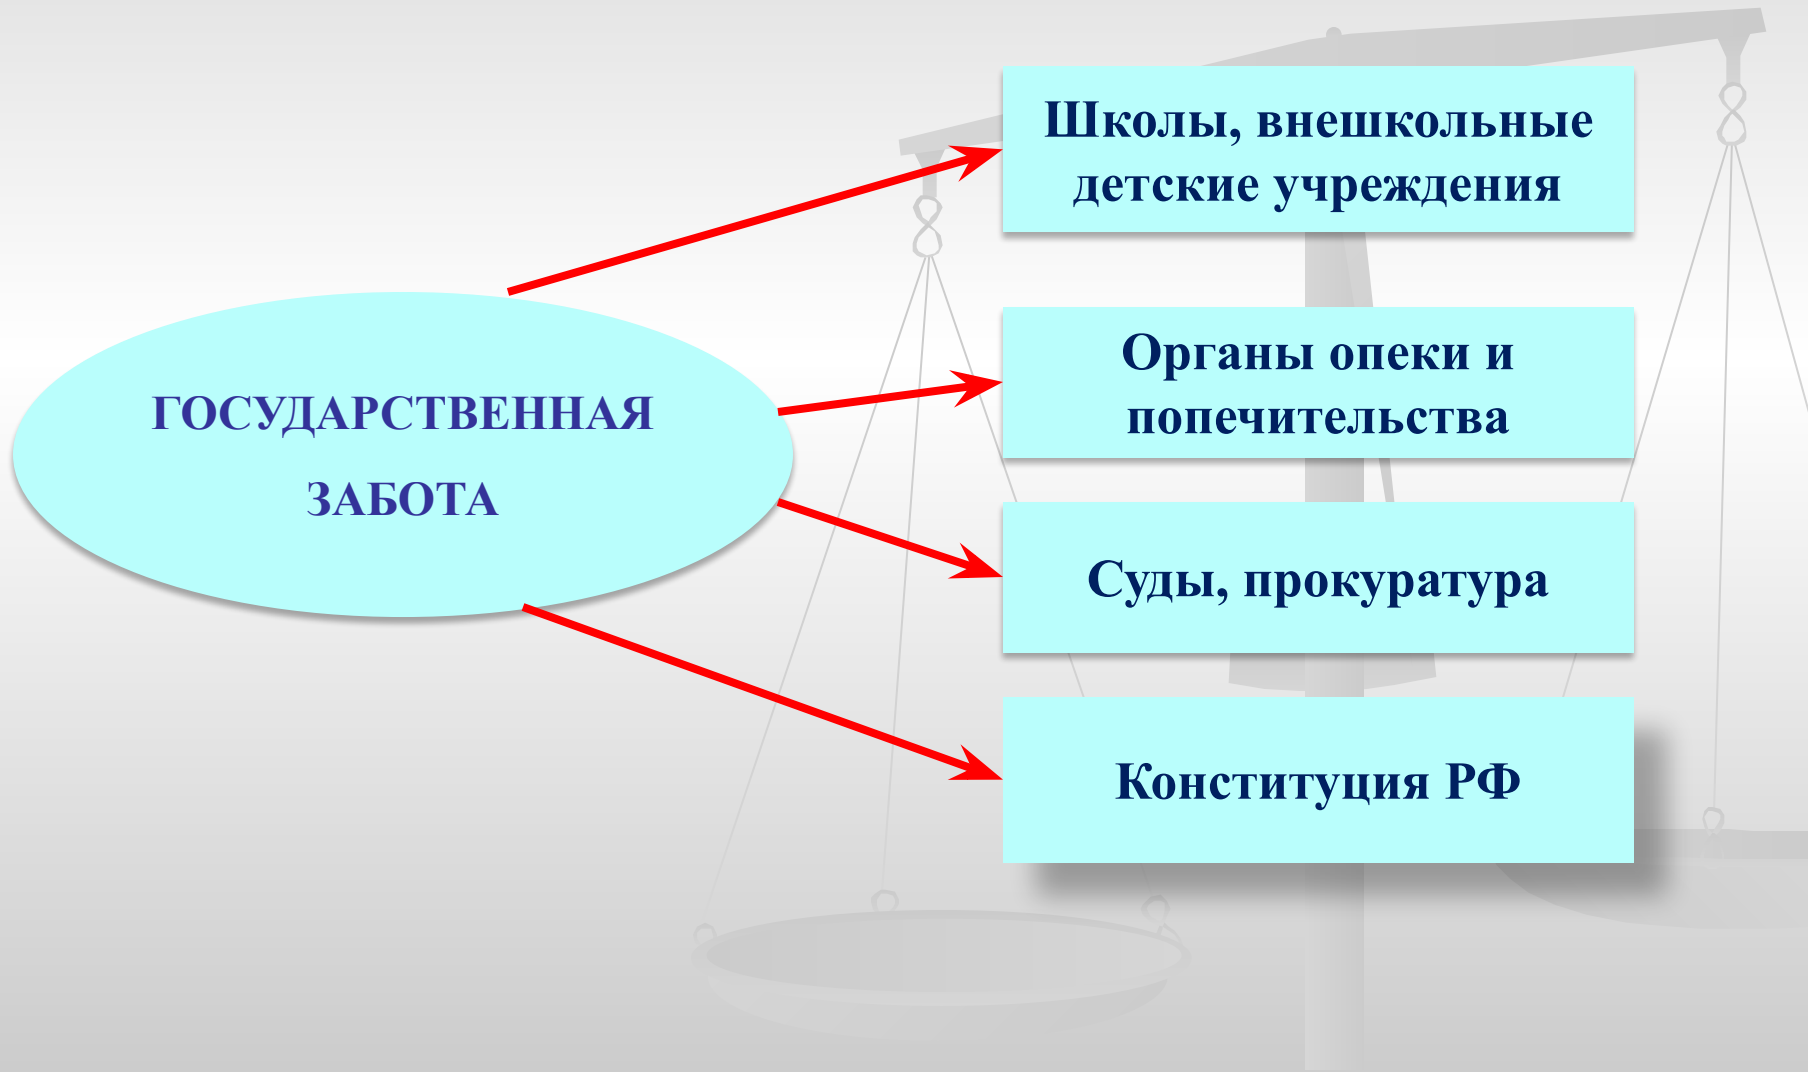 ГОСУДАРСТВЕННАЯ
ЗАБОТА
Школы, внешкольные
детские учреждения
Органы опеки и
попечительства
Суды, прокуратура
Конституция РФ